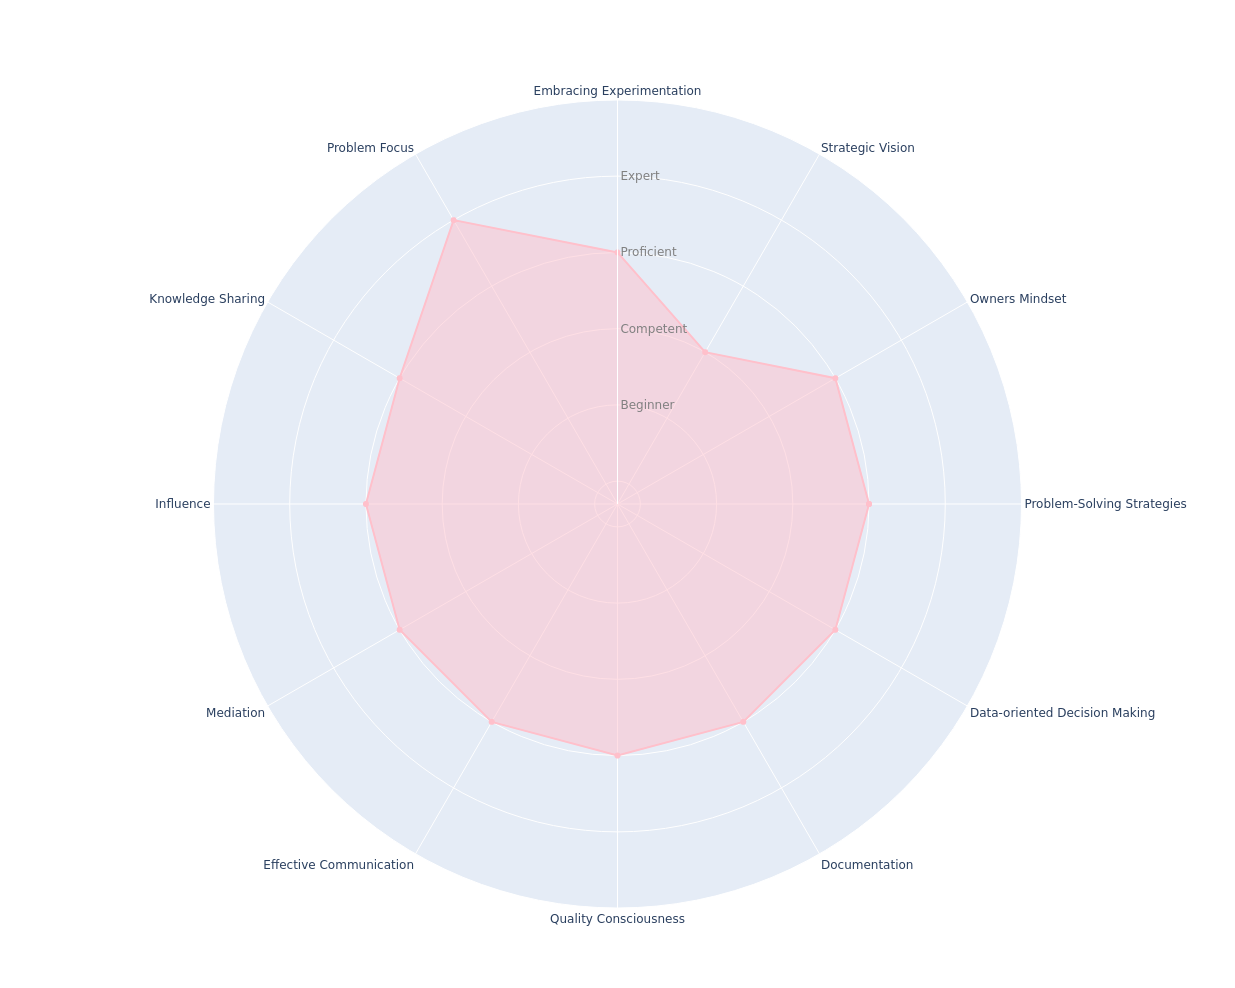 Embracing Experimentation
Problem Focus
Strategic Vision
Expert
Proficient
Knowledge Sharing
Owners Mindset
Competent
Beginner
Influence
Problem-Solving Strategies
Mediation
Data-oriented Decision Making
Effective Communication
Documentation
Quality Consciousness